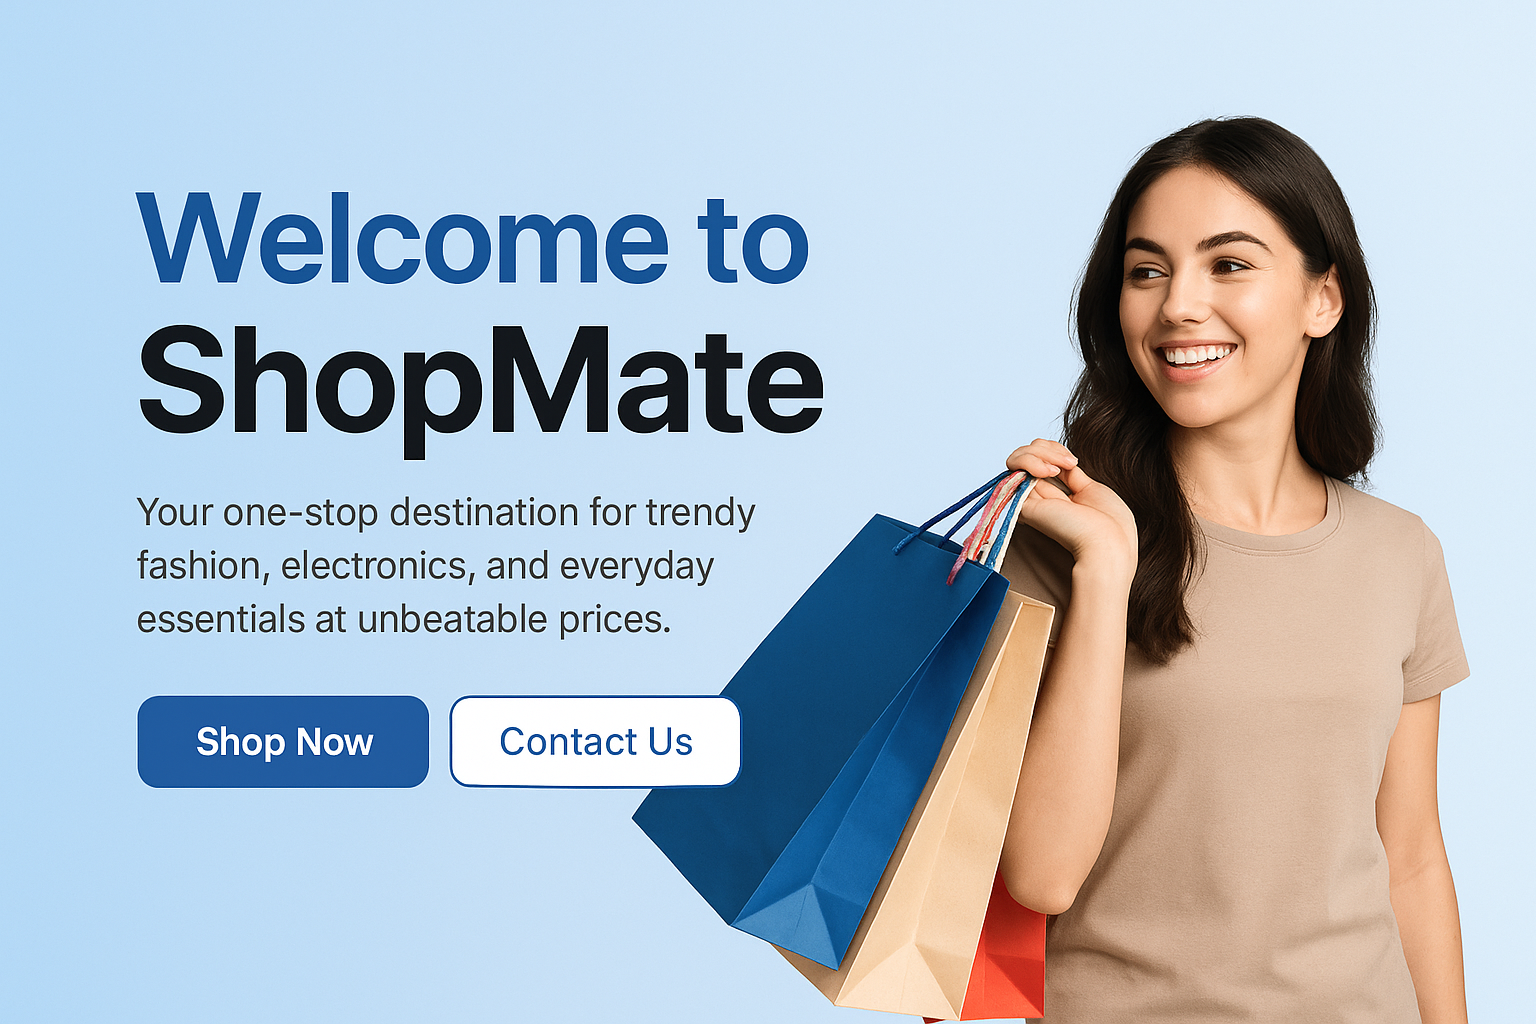 Welcome to
ShopMate
Your one-stop destination for trendy
fashion, electronics, and everyday
essentials at unbeatable prices.
Shop Now
Contact Us